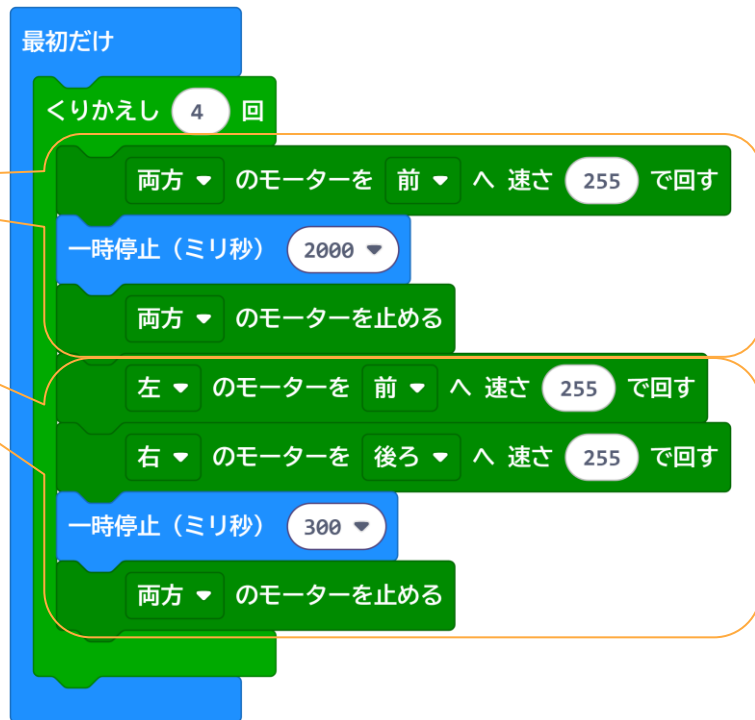 最初だけ
くりかえし 4 回
両方 のモーターを 前 へ 速さ 255 で回す
一時停止（ミリ秒） 2000
両方 のモーターを止める
左 のモーターを 前 へ 速さ 255 で回す
右 のモーターを 後ろ へ 速さ 255 で回す
一時停止（ミリ秒） 300
両方 のモーターを止める